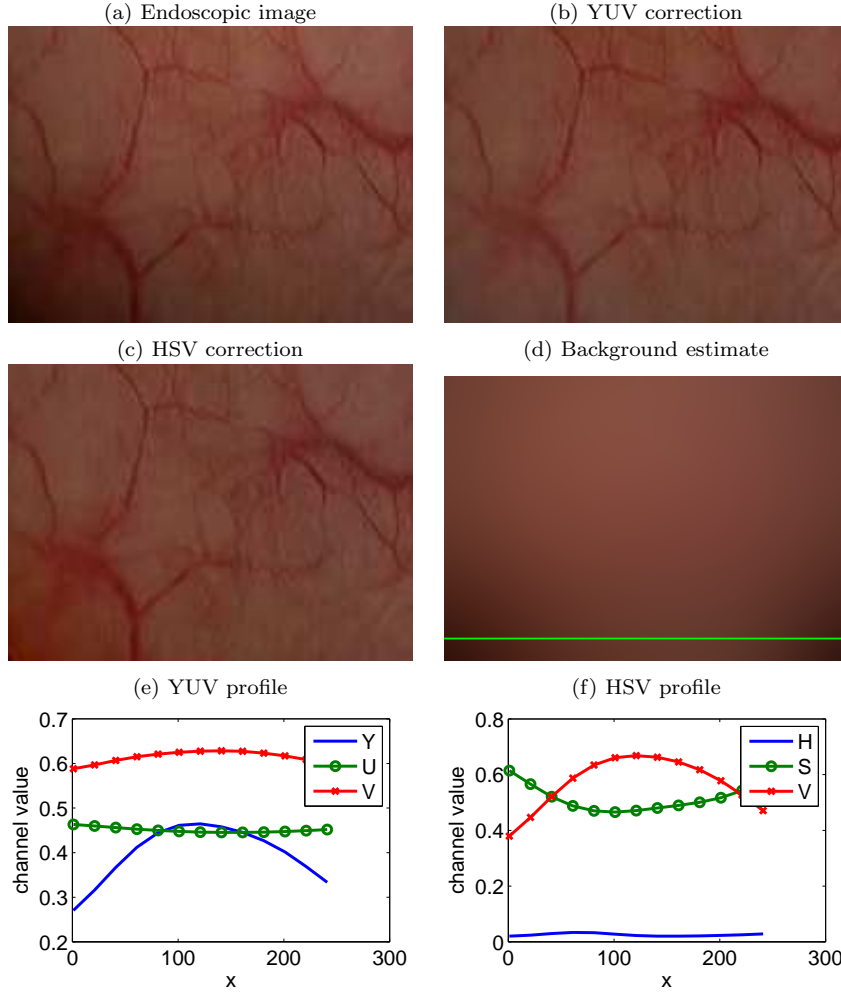 (a) Endoscopic image
(b) YUV correction
(c) HSV correction
(d) Background estimate
(e) YUV profile
0.7
0.6
0.5
0.4
0.3
0.2
channel value
0
100
200
300
x
Y
U
V
(f) HSV profile
0.8
0.6
0.4
0.2
0
channel value
0
100
200
300
x
H
S
V